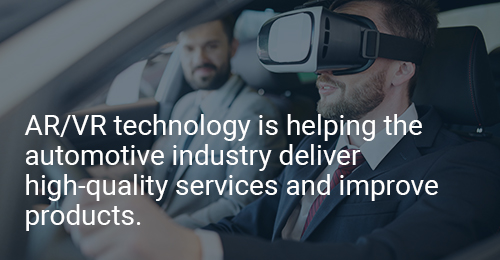 AR/VR technology is helping the
automotive industry deliver
high-quality services and improve
products.